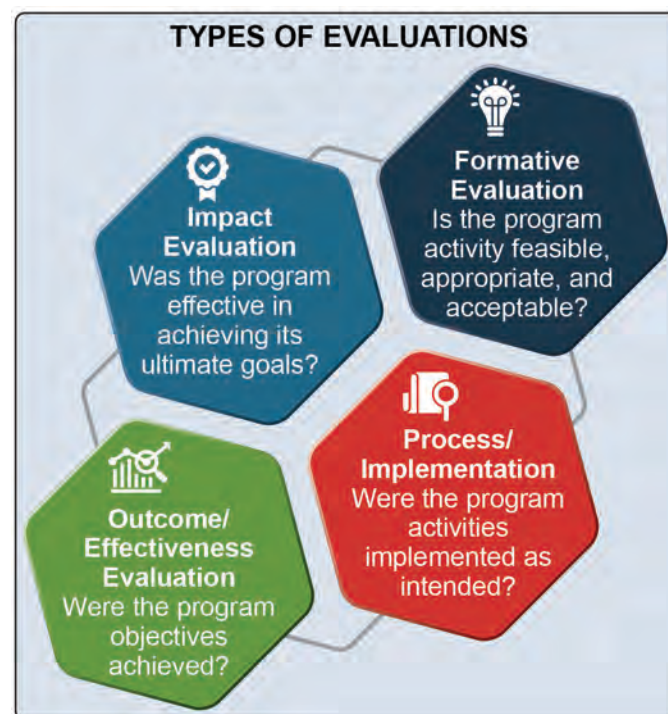 TYPES OF EVALUATIONS
Formative
Evaluation
Is the program
activity feasible,
appropriate, and
acceptable?
Impact
Evaluation
Was the program
effective in
achieving its
ultimate goals?
Process/
Implementation
Were the program
activities
implemented as
intended?
Outcome/
Effectiveness
Evaluation
Were the program
objectives
achieved?